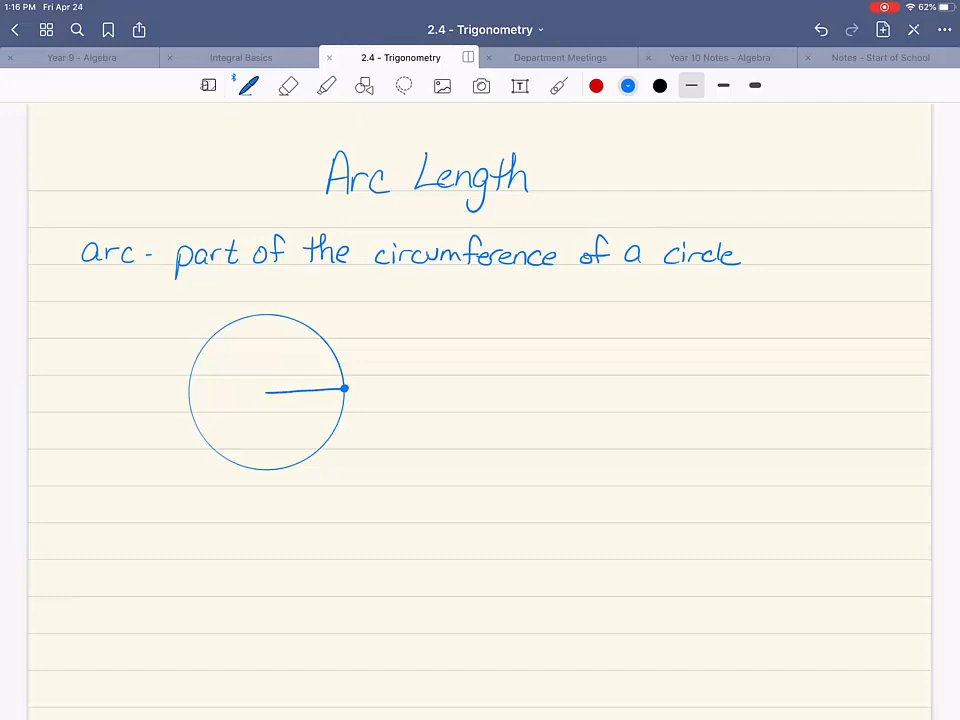 1:16 PM Fri Apr 24
62%
2.4 - Trigonometry
Year 9 - Algebra
Integral Basics
2.4 - Trigonometry
Department Meetings
Year 10 Notes - Algebra
Notes – Start of School
T
Arc Length
arc - part of the circumference of a circle